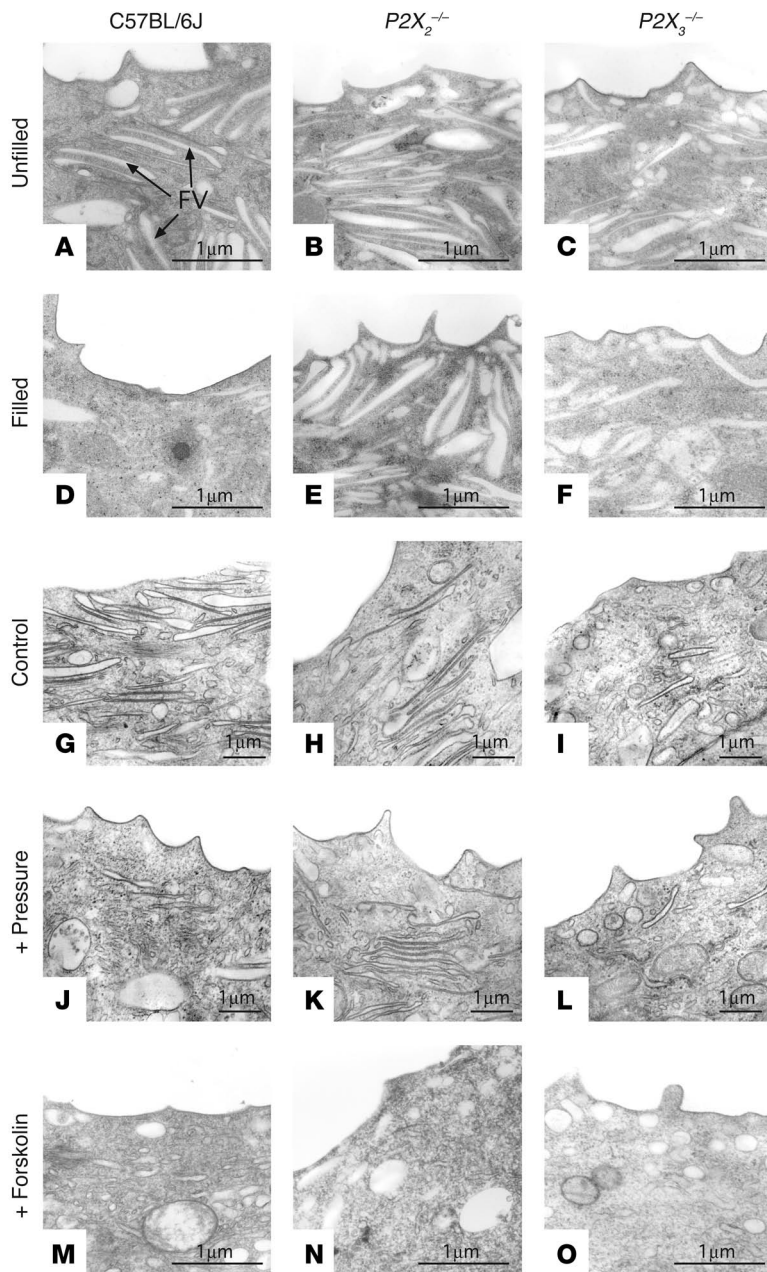 C57BL/6J P2X₂⁻/⁻ P2X₃⁻/⁻
Unfilled
FV
A 1μm B 1μm C 1μm
Filled
D 1μm E 1μm F 1μm
Control
G 1μm H 1μm I 1μm
+ Pressure
J 1μm K 1μm L 1μm
+ Forskolin
M 1μm N 1μm O 1μm